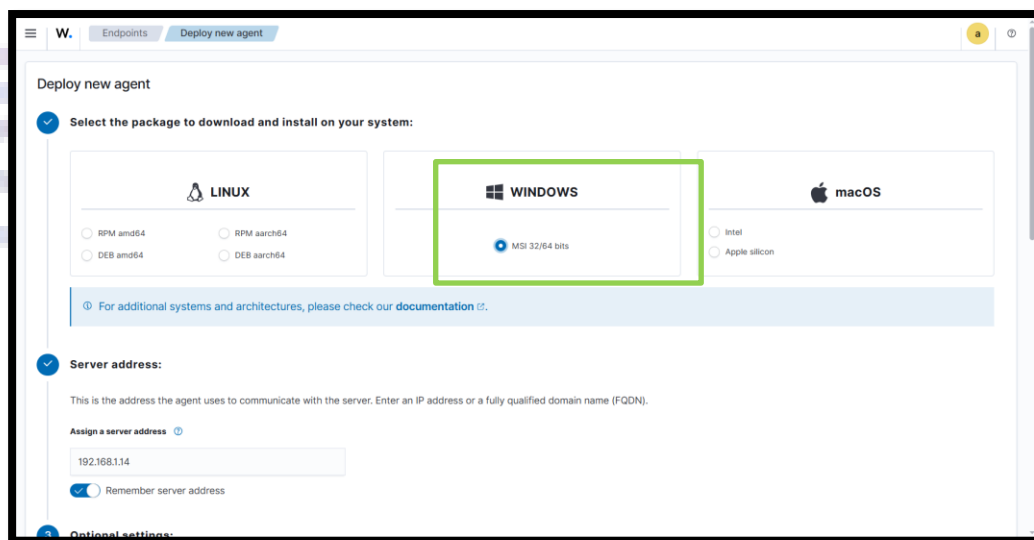 W. Endpoints Deploy new agent a
Deploy new agent
Select the package to download and install on your system:
LINUX
RPM amd64 RPM aarch64
DEB amd64 DEB aarch64
WINDOWS
MSI 32/64 bits
macOS
Intel
Apple silicon
For additional systems and architectures, please check our documentation.
Server address:
This is the address the agent uses to communicate with the server. Enter an IP address or a fully qualified domain name (FQDN).
Assign a server address
192.168.1.14
Remember server address
3 Optional settings: